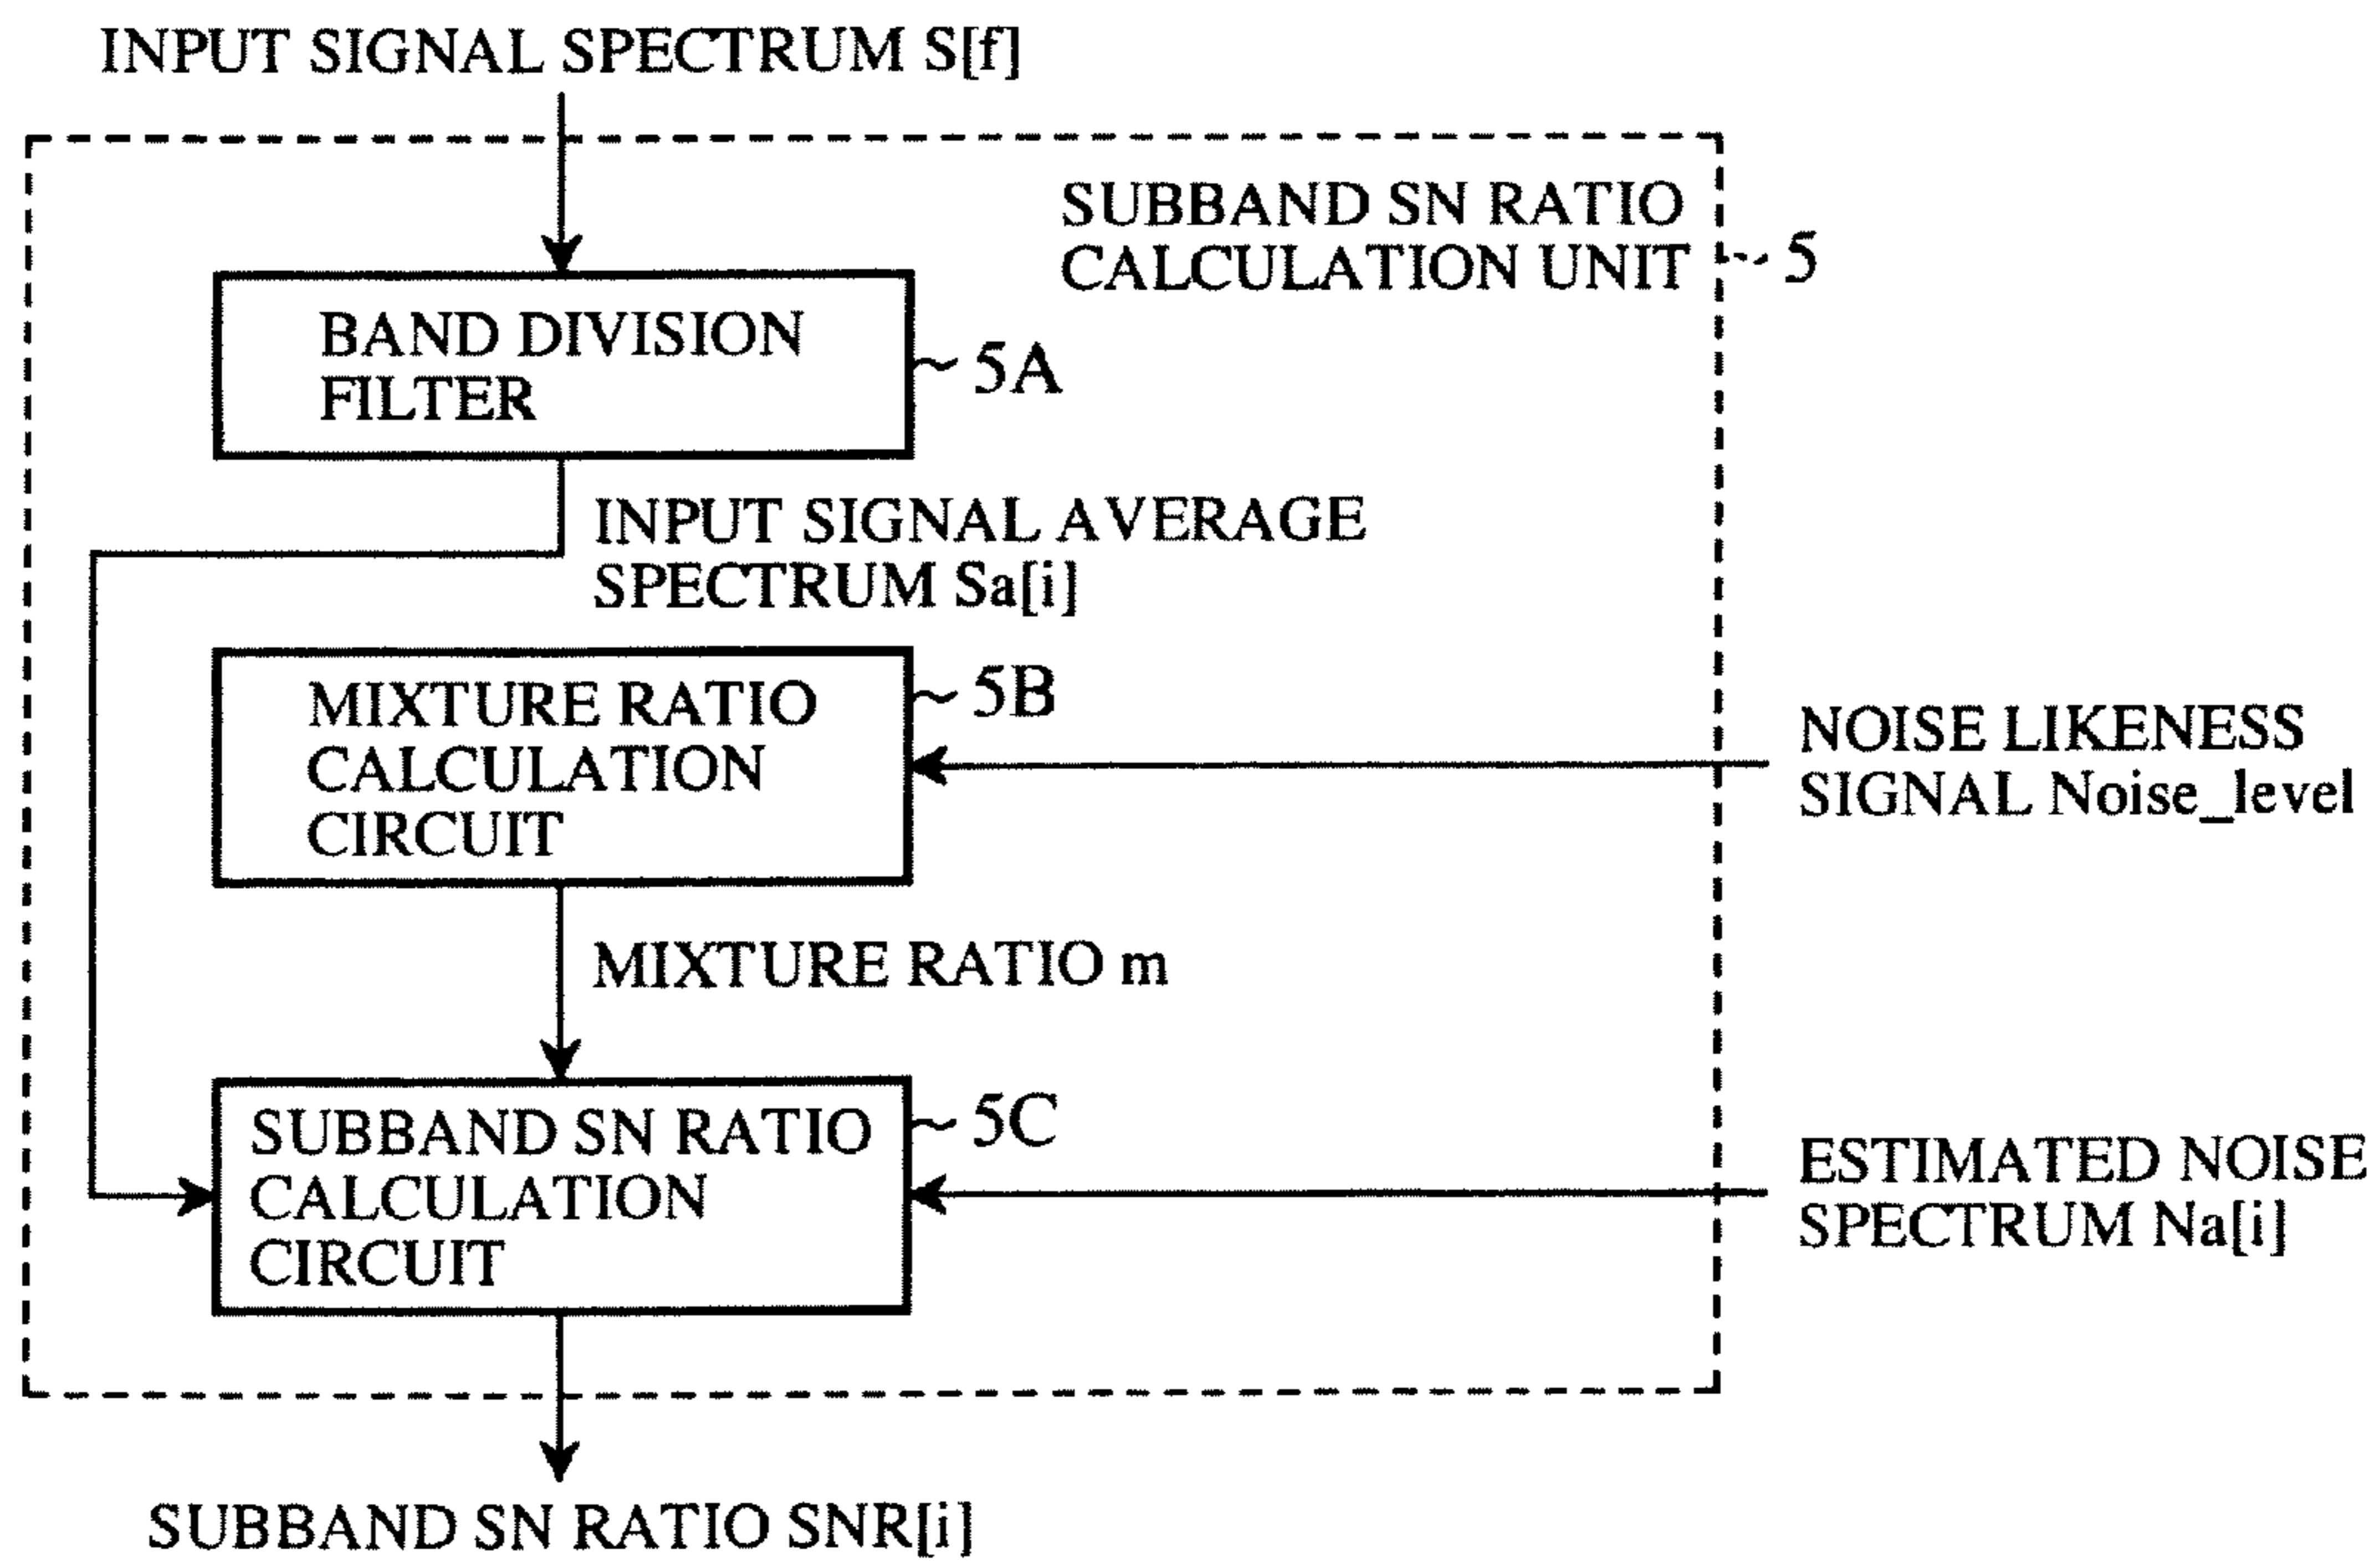 INPUT SIGNAL SPECTRUM S[f]
SUBBAND SN RATIO
CALCULATION UNIT
5
BAND DIVISION
FILTER
5A
INPUT SIGNAL AVERAGE
SPECTRUM Sa[i]
MIXTURE RATIO
CALCULATION
CIRCUIT
5B
NOISE LIKENESS
SIGNAL Noise_level
MIXTURE RATIO m
SUBBAND SN RATIO
CALCULATION
CIRCUIT
5C
ESTIMATED NOISE
SPECTRUM Na[i]
SUBBAND SN RATIO SNR[i]